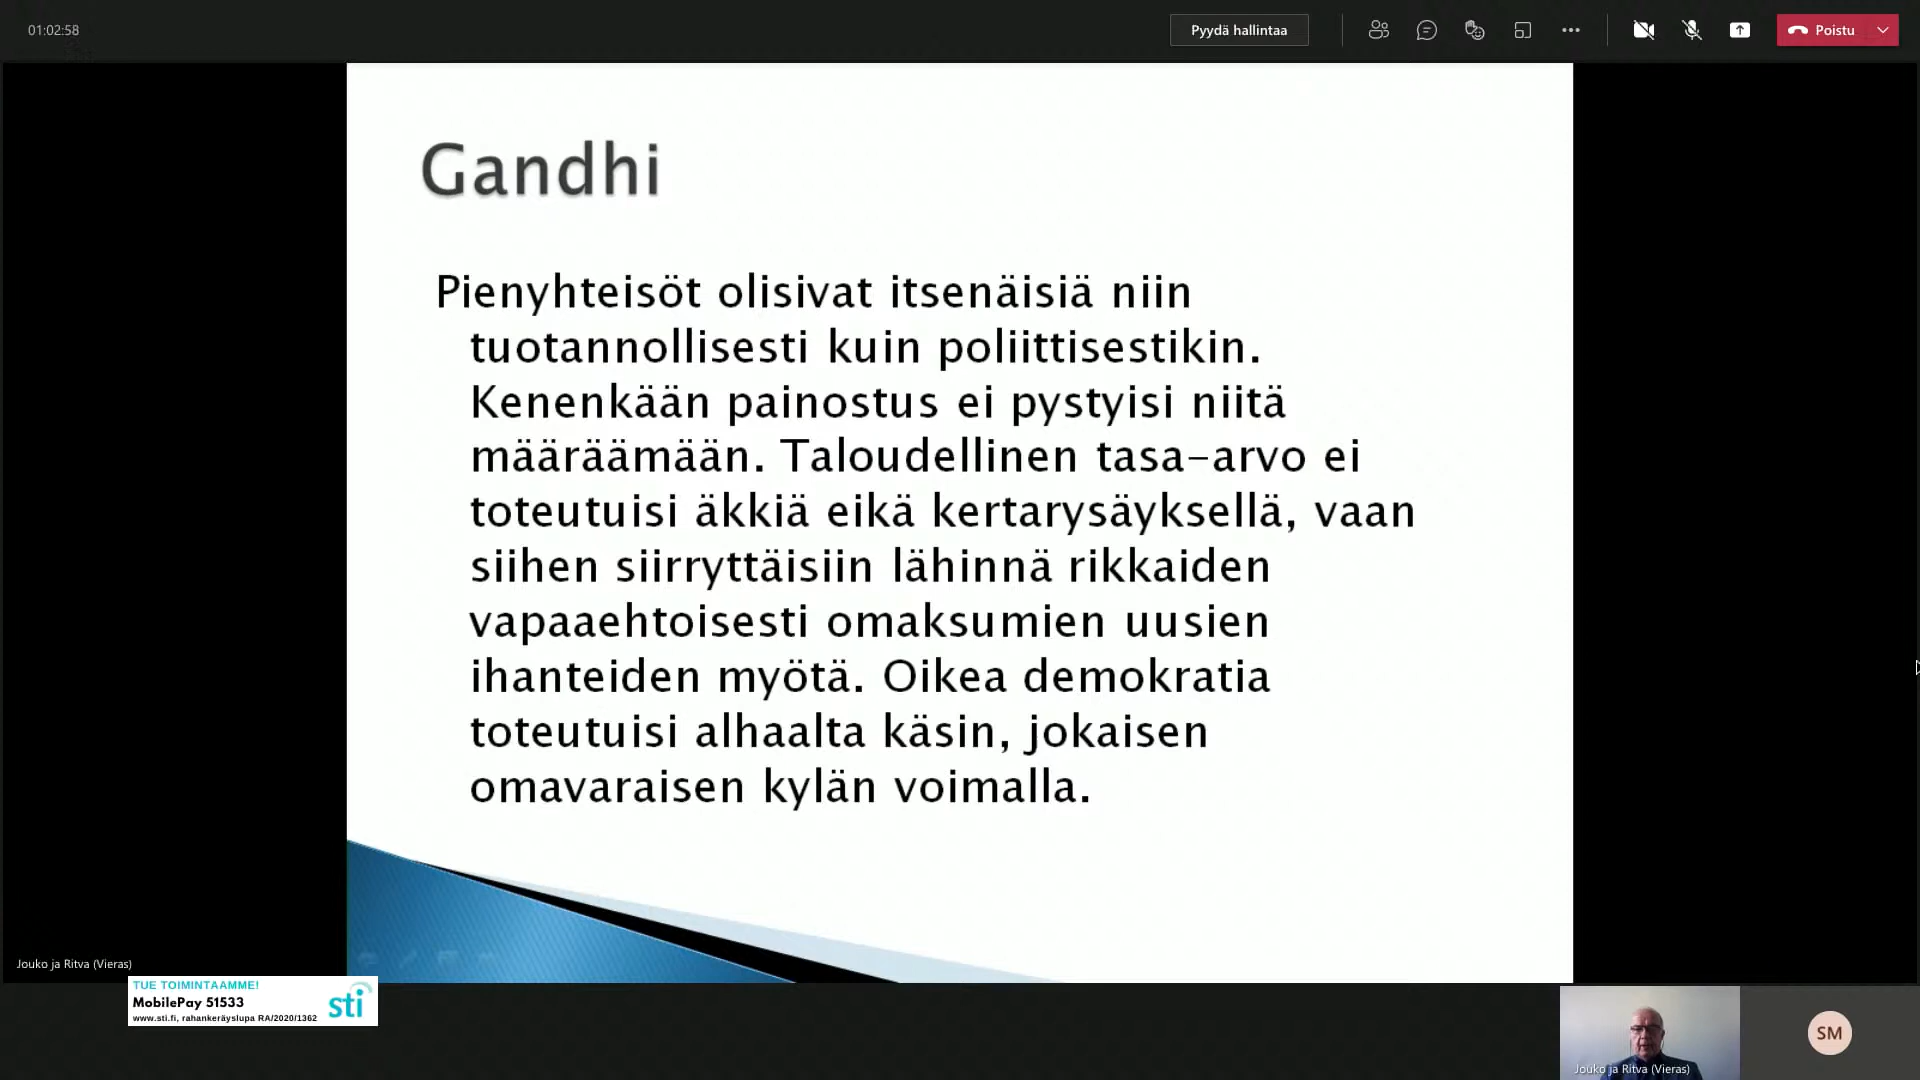 01:02:58
Pyydä hallintaa
Poistu
Gandhi
Pienyhteisöt olisivat itsenäisiä niin
tuotannollisesti kuin poliittisestikin.
Kenenkään painostus ei pystyisi niitä
määräämään. Taloudellinen tasa-arvo ei
toteutuisi äkkiä eikä kertarysäyksellä, vaan
siihen siirryttäisiin lähinnä rikkaiden
vapaaehtoisesti omaksumien uusien
ihanteiden myötä. Oikea demokratia
toteutuisi alhaalta käsin, jokaisen
omavaraisen kylän voimalla.
Jouko ja Ritva (Vieras)
TUE TOIMINTAAMME!
MobilePay 51533
www.sti.fi, rahankeräyslupa RA/2020/1362
sti
Jouko ja Ritva (Vieras)
SM